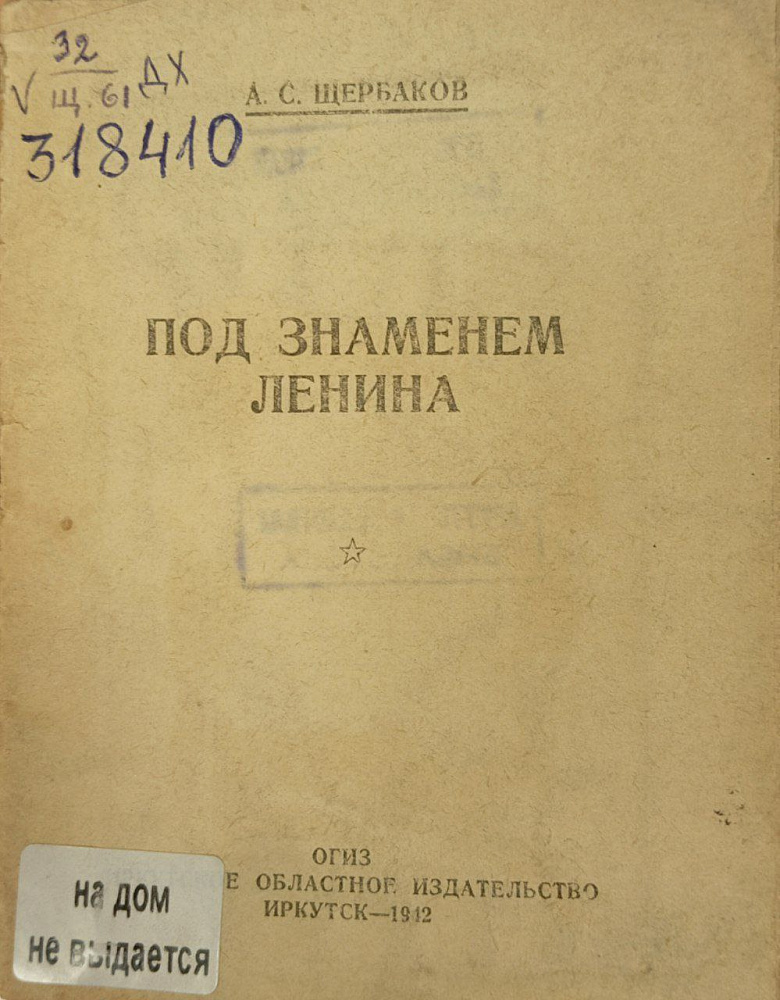 32
Щ.61 ДХ
318410
А. С. ЩЕРБАКОВ
ПОД ЗНАМЕНЕМ
ЛЕНИНА
ОГИЗ
Е ОБЛАСТНОЕ ИЗДАТЕЛЬСТВО
ИРКУТСК—1942
на дом
не выдается